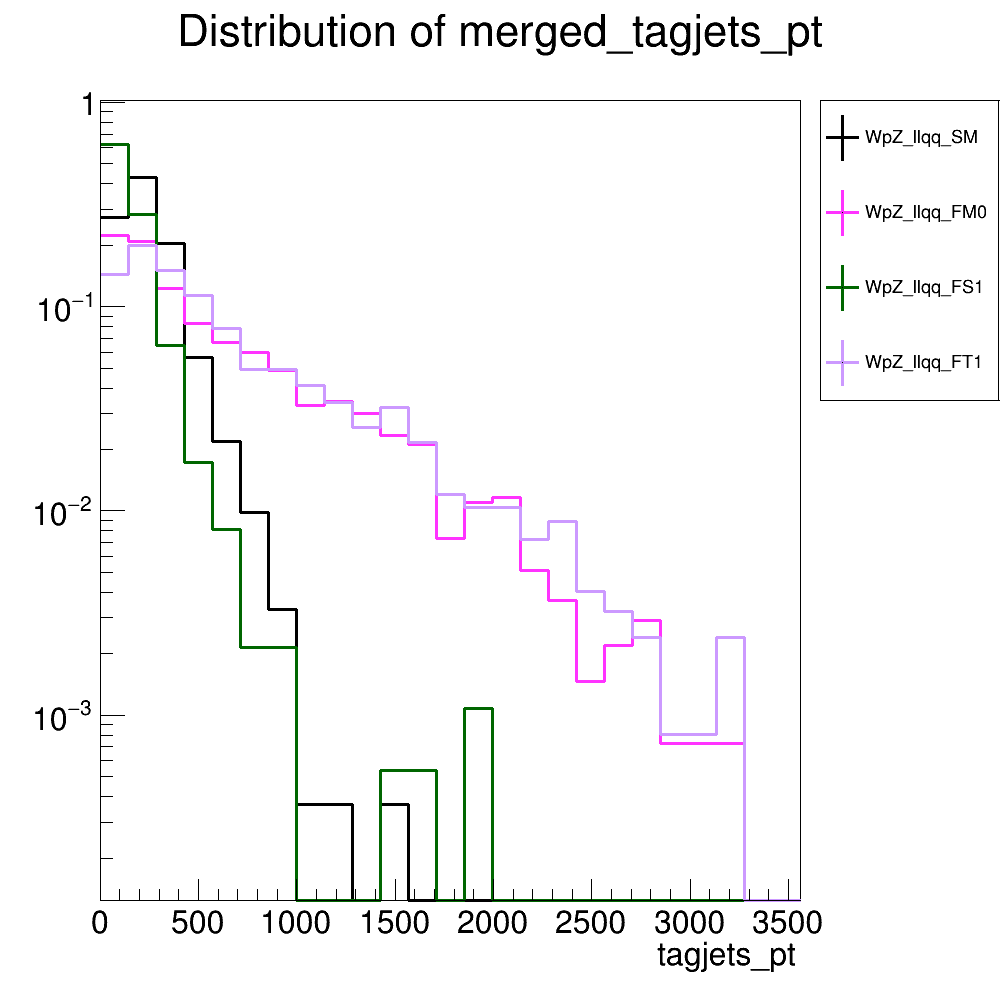 Distribution of merged_tagjets_pt
1
10−1
10−2
10−3
0 500 1000 1500 2000 2500 3000 3500
tagjets_pt
WpZ_llqq_SM
WpZ_llqq_FM0
WpZ_llqq_FS1
WpZ_llqq_FT1